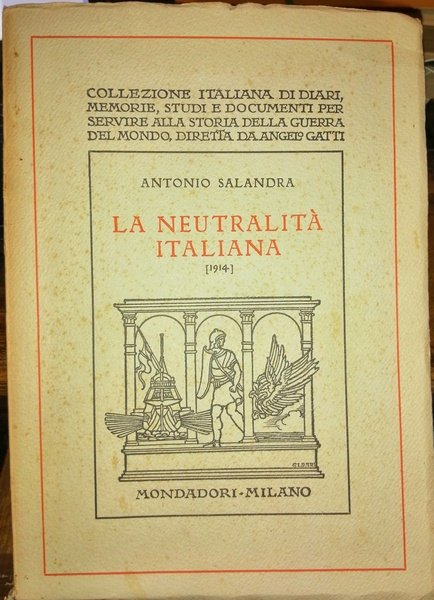 COLLEZIONE ITALIANA DI DIARI,
MEMORIE, STUDI E DOCUMENTI PER
SERVIRE ALLA STORIA DELLA GUERRA
DEL MONDO, DIRETTA DA ANGELO GATTI
ANTONIO SALANDRA
LA NEUTRALITÀ
ITALIANA
[1914]
MONDADORI - MILANO